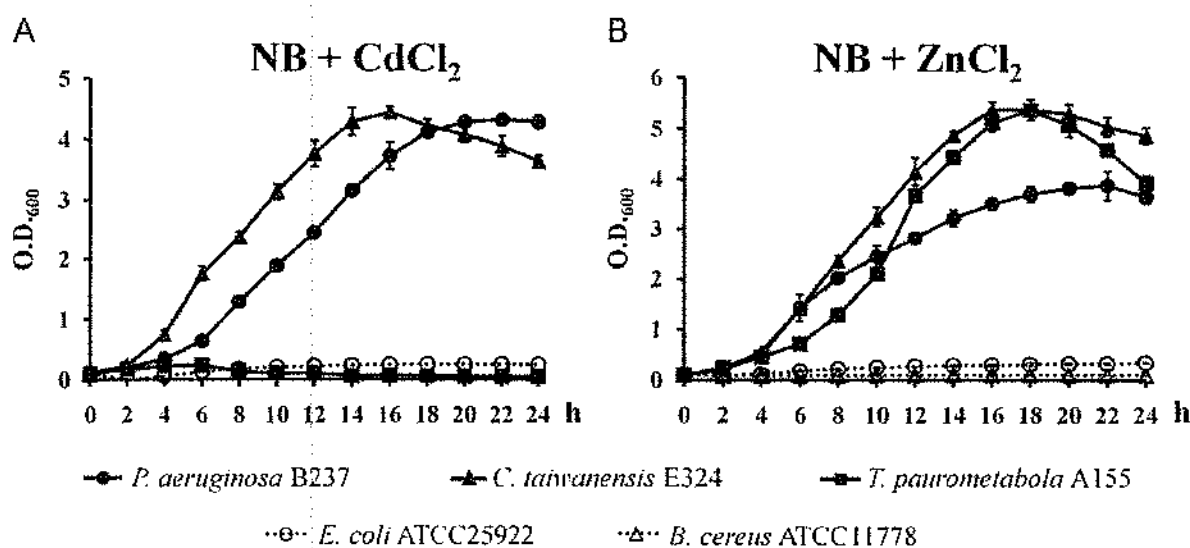 A
B
NB + CdCl2
NB + ZnCl2
O.D.600
5
4
3
2
1
0
0 2 4 6 8 10 12 14 16 18 20 22 24 h
O.D.600
6
5
4
3
2
1
0
0 2 4 6 8 10 12 14 16 18 20 22 24 h
P. aeruginosa B237 C. taiwanensis E324 T. paurometabola A155
E. coli ATCC25922 B. cereus ATCC11778